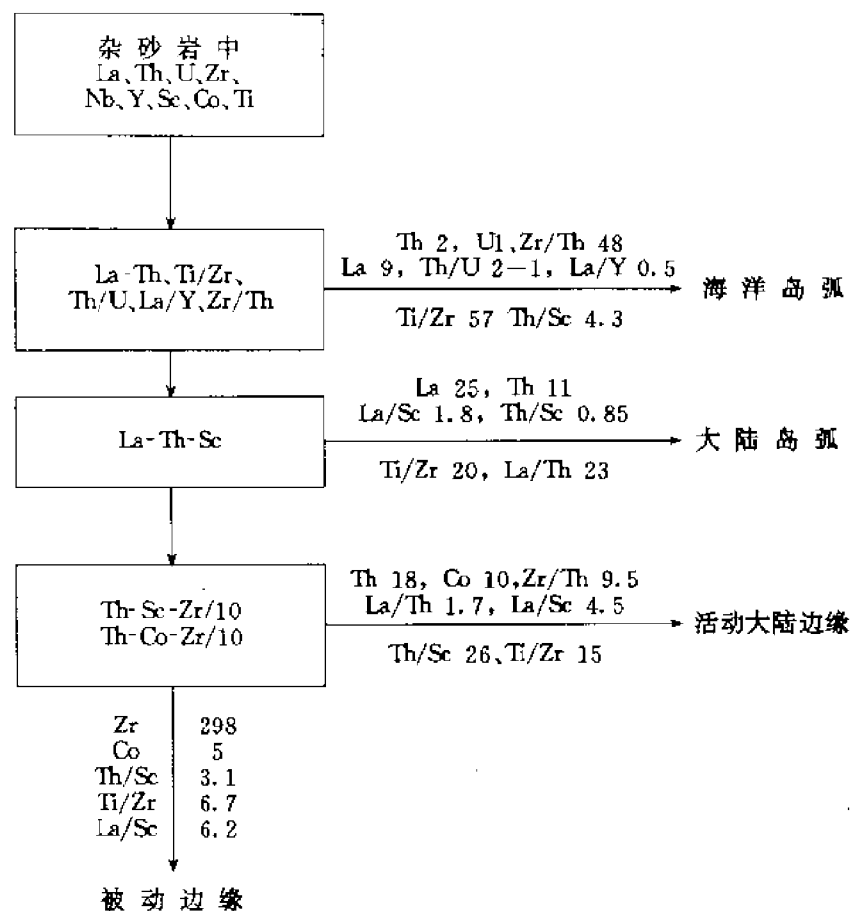 杂砂岩中
La、Th、U、Zr、
Nb、Y、Sc、Co、Ti
La-Th、Ti/Zr、
Th/U、La/Y、Zr/Th
Th 2, U1、Zr/Th 48
La 9, Th/U 2-1, La/Y 0.5
Ti/Zr 57 Th/Sc 4.3
海洋岛弧
La-Th-Sc
La 25, Th 11
La/Sc 1.8, Th/Sc 0.85
Ti/Zr 20, La/Th 23
大陆岛弧
Th-Sc-Zr/10
Th-Co-Zr/10
Th 18, Co 10,Zr/Th 9.5
La/Th 1.7, La/Sc 4.5
Th/Sc 26、Ti/Zr 15
活动大陆边缘
Zr 298
Co 5
Th/Sc 3.1
Ti/Zr 6.7
La/Sc 6.2
被动边缘